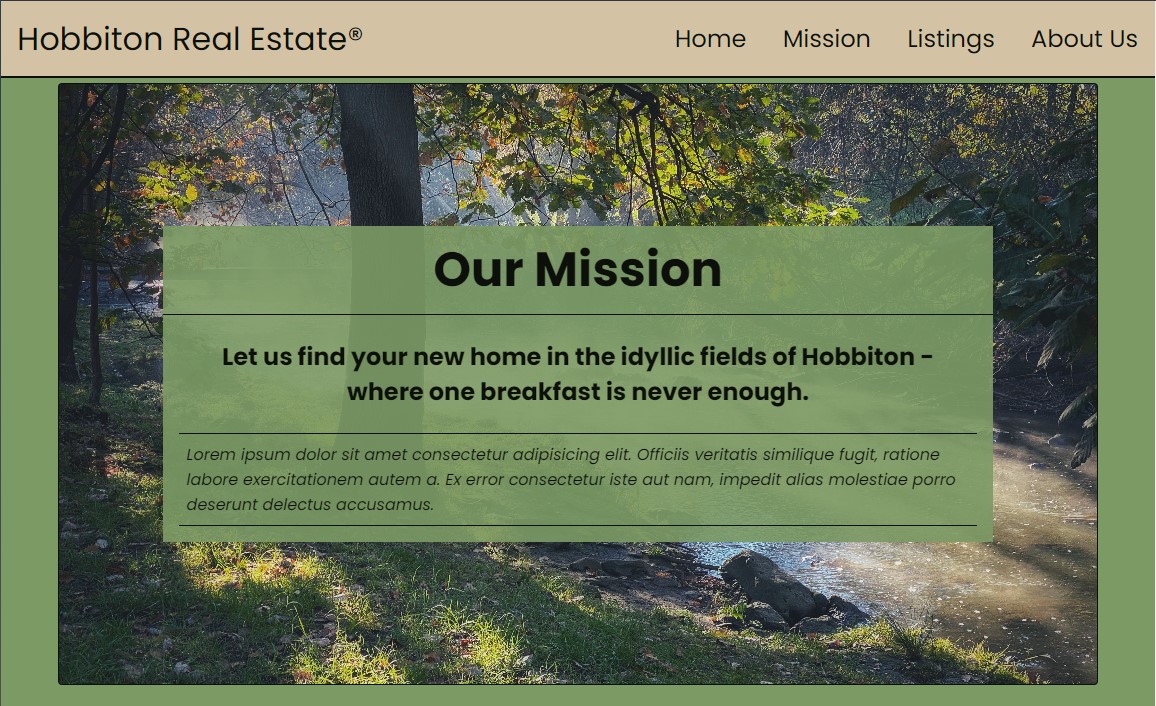 Hobbiton Real Estate®
Home Mission Listings About Us
Our Mission
Let us find your new home in the idyllic fields of Hobbiton -
where one breakfast is never enough.
Lorem ipsum dolor sit amet consectetur adipisicing elit. Officiis veritatis similique fugit, ratione
labore exercitationem autem a. Ex error consectetur iste aut nam, impedit alias molestiae porro
deserunt delectus accusamus.